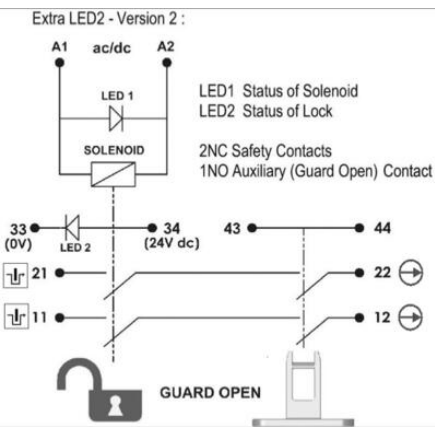 Extra LED2 - Version 2 :
A1 ac/dc A2
LED 1
LED1 Status of Solenoid
LED2 Status of Lock
SOLENOID
2NC Safety Contacts
1NO Auxiliary (Guard Open) Contact
33 34 43 44
(0V) LED 2 (24V dc)
21 22
11 12
GUARD OPEN